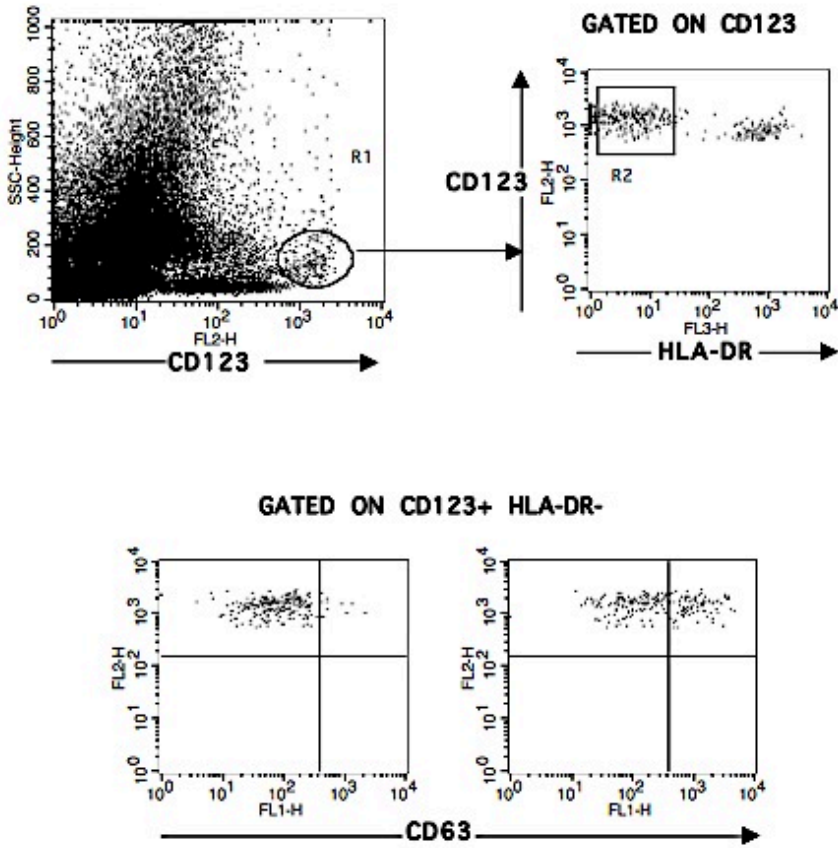 GATED ON CD123
1000
800
600
400
200
0
SSC-Height
R1
10^0
10^1
10^2
10^3
10^4
FL2-H
CD123
CD123
10^4
10^3
10^2
10^1
10^0
FL2-H
R2
10^0
10^1
10^2
10^3
10^4
FL3-H
HLA-DR
GATED ON CD123+ HLA-DR-
10^4
10^3
10^2
10^1
10^0
FL2-H
10^0
10^1
10^2
10^3
10^4
FL1-H
10^4
10^3
10^2
10^1
10^0
FL2-H
10^0
10^1
10^2
10^3
10^4
FL1-H
CD63